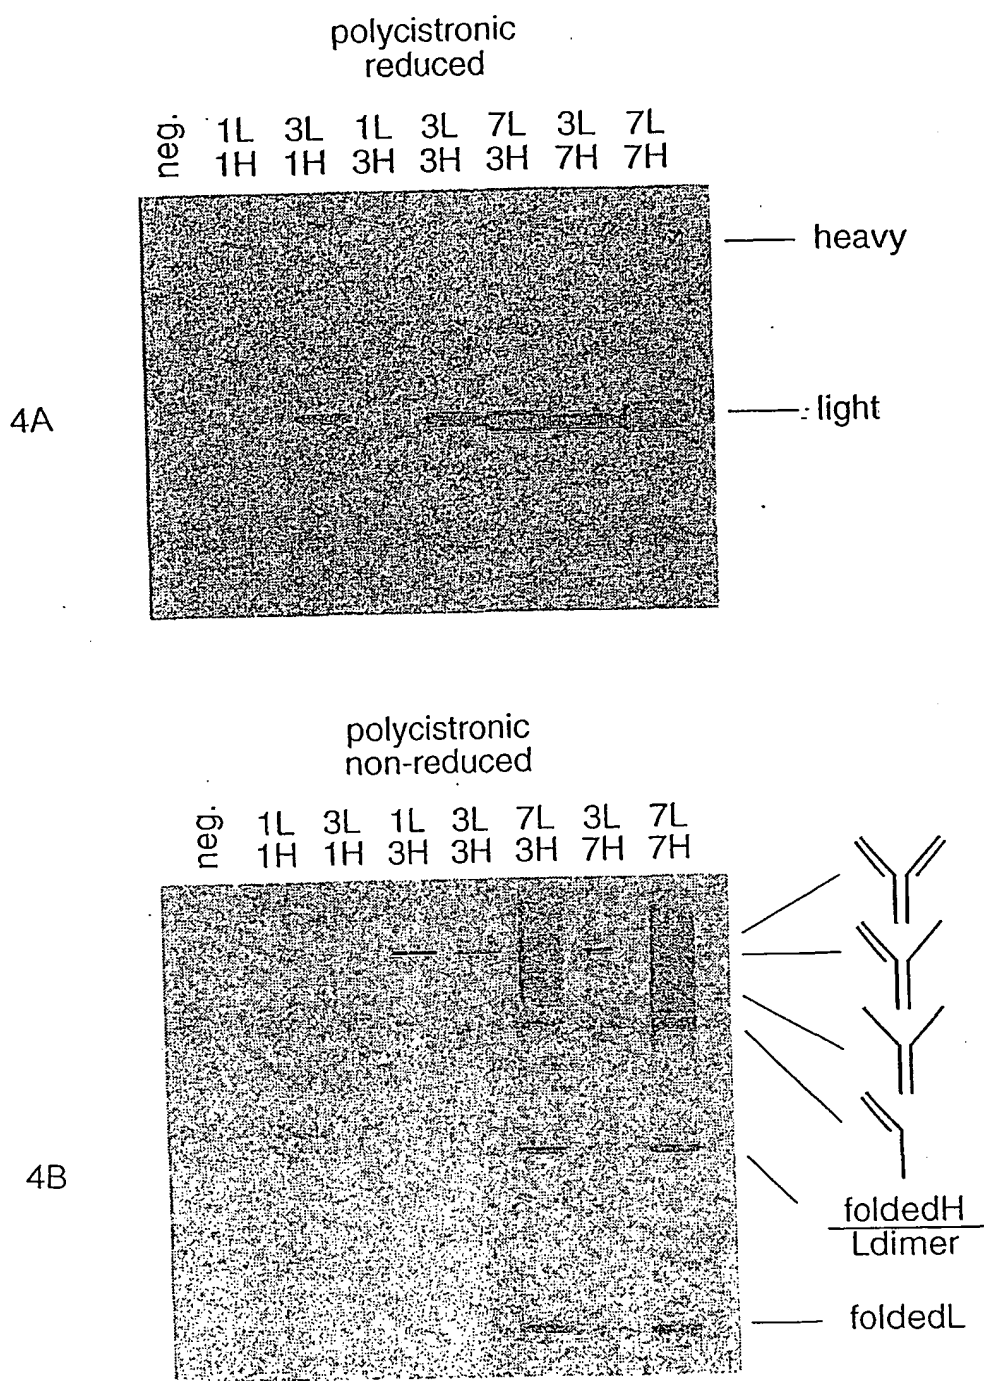 polycistronic
reduced
neg. 1L 3L 1L 3L 7L 3L 7L
1H 1H 3H 3H 3H 7H 7H
heavy
light
4A
polycistronic
non-reduced
neg. 1L 3L 1L 3L 7L 3L 7L
1H 1H 3H 3H 3H 7H 7H
4B
foldedH
Ldimer
foldedL